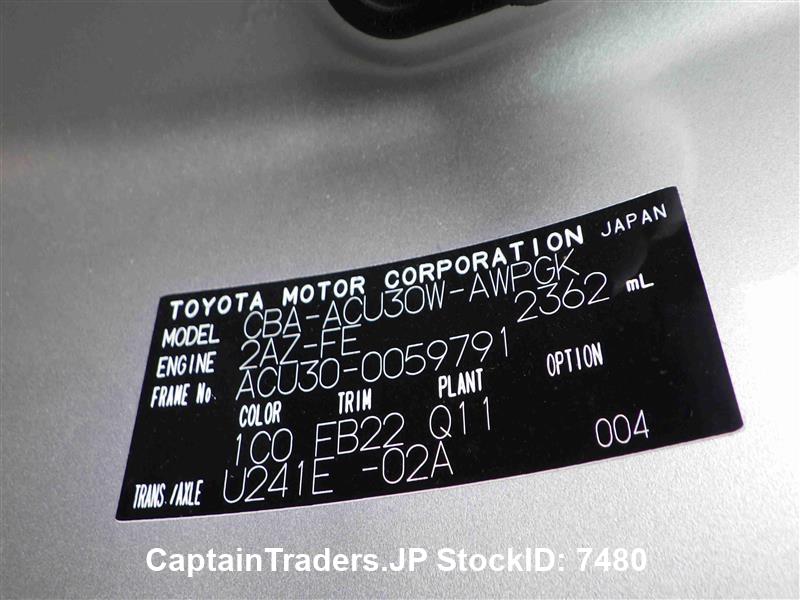 TOYOTA MOTOR CORPORATION JAPAN
MODEL CBA-ACU30W-AWPGK
ENGINE 2AZ-FE 2362 mL
FRAME No. ACU30-0059791
COLOR TRIM PLANT OPTION
1C0 FB22 Q11
TRANS./AXLE U241E -02A 004
CaptainTraders.JP StockID: 7480